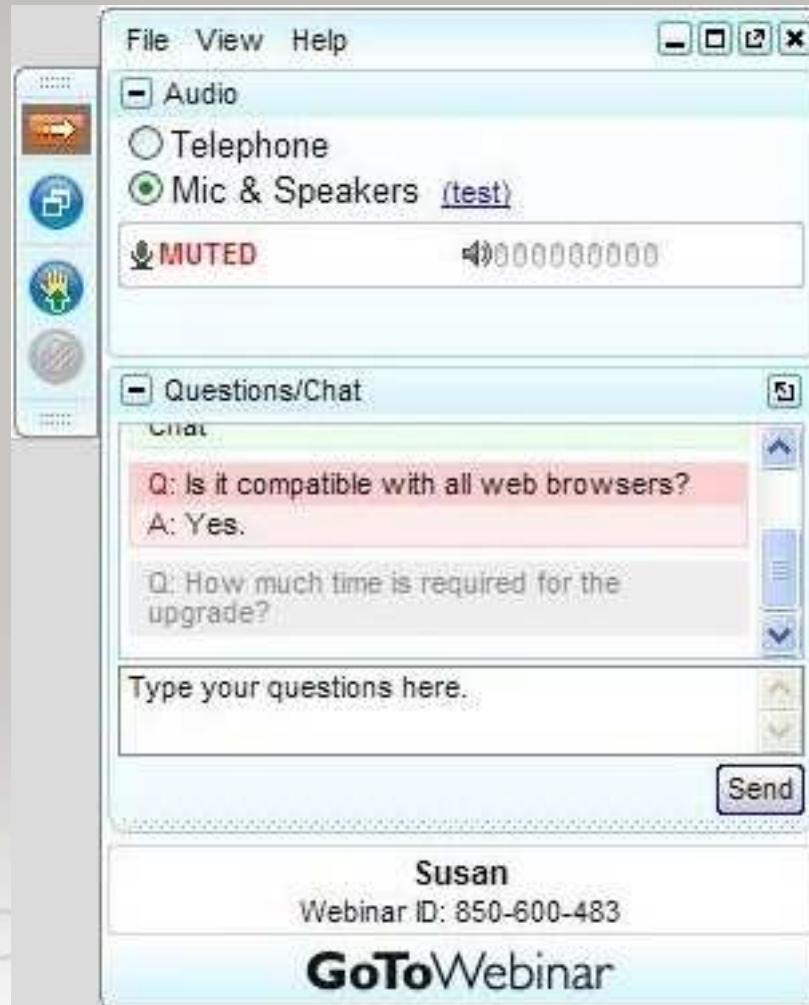 File View Help
Audio
Telephone
Mic & Speakers (test)
MUTED
Questions/Chat
Chat
Q: Is it compatible with all web browsers?
A: Yes.
Q: How much time is required for the
upgrade?
Type your questions here.
Send
Susan
Webinar ID: 850-600-483
GoToWebinar